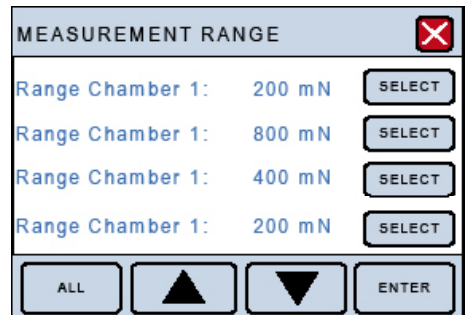 MEASUREMENT RANGE
Range Chamber 1: 200 mN SELECT
Range Chamber 1: 800 mN SELECT
Range Chamber 1: 400 mN SELECT
Range Chamber 1: 200 mN SELECT
ALL ENTER